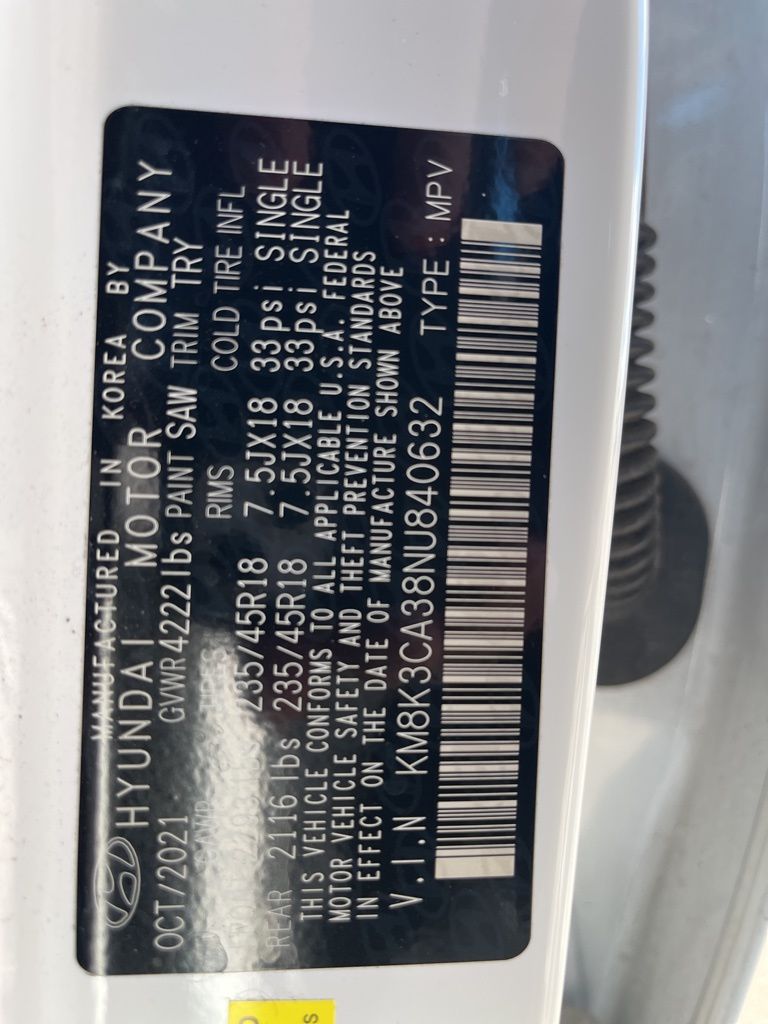 MANUFACTURED IN KOREA BY
HYUNDAI MOTOR COMPANY
OCT/2021 GVWR4222lbs PAINT SAW TRIM TRY
GAWR RIMS COLD TIRE INFL
235/45R18 7.5JX18 33psi SINGLE
REAR 2116lbs 235/45R18 7.5JX18 33psi SINGLE
THIS VEHICLE CONFORMS TO ALL APPLICABLE U.S.A. FEDERAL
MOTOR VEHICLE SAFETY AND THEFT PREVENTION STANDARDS
IN EFFECT ON THE DATE OF MANUFACTURE SHOWN ABOVE
V.I.N KM8K3CA38NU840632 TYPE : MPV